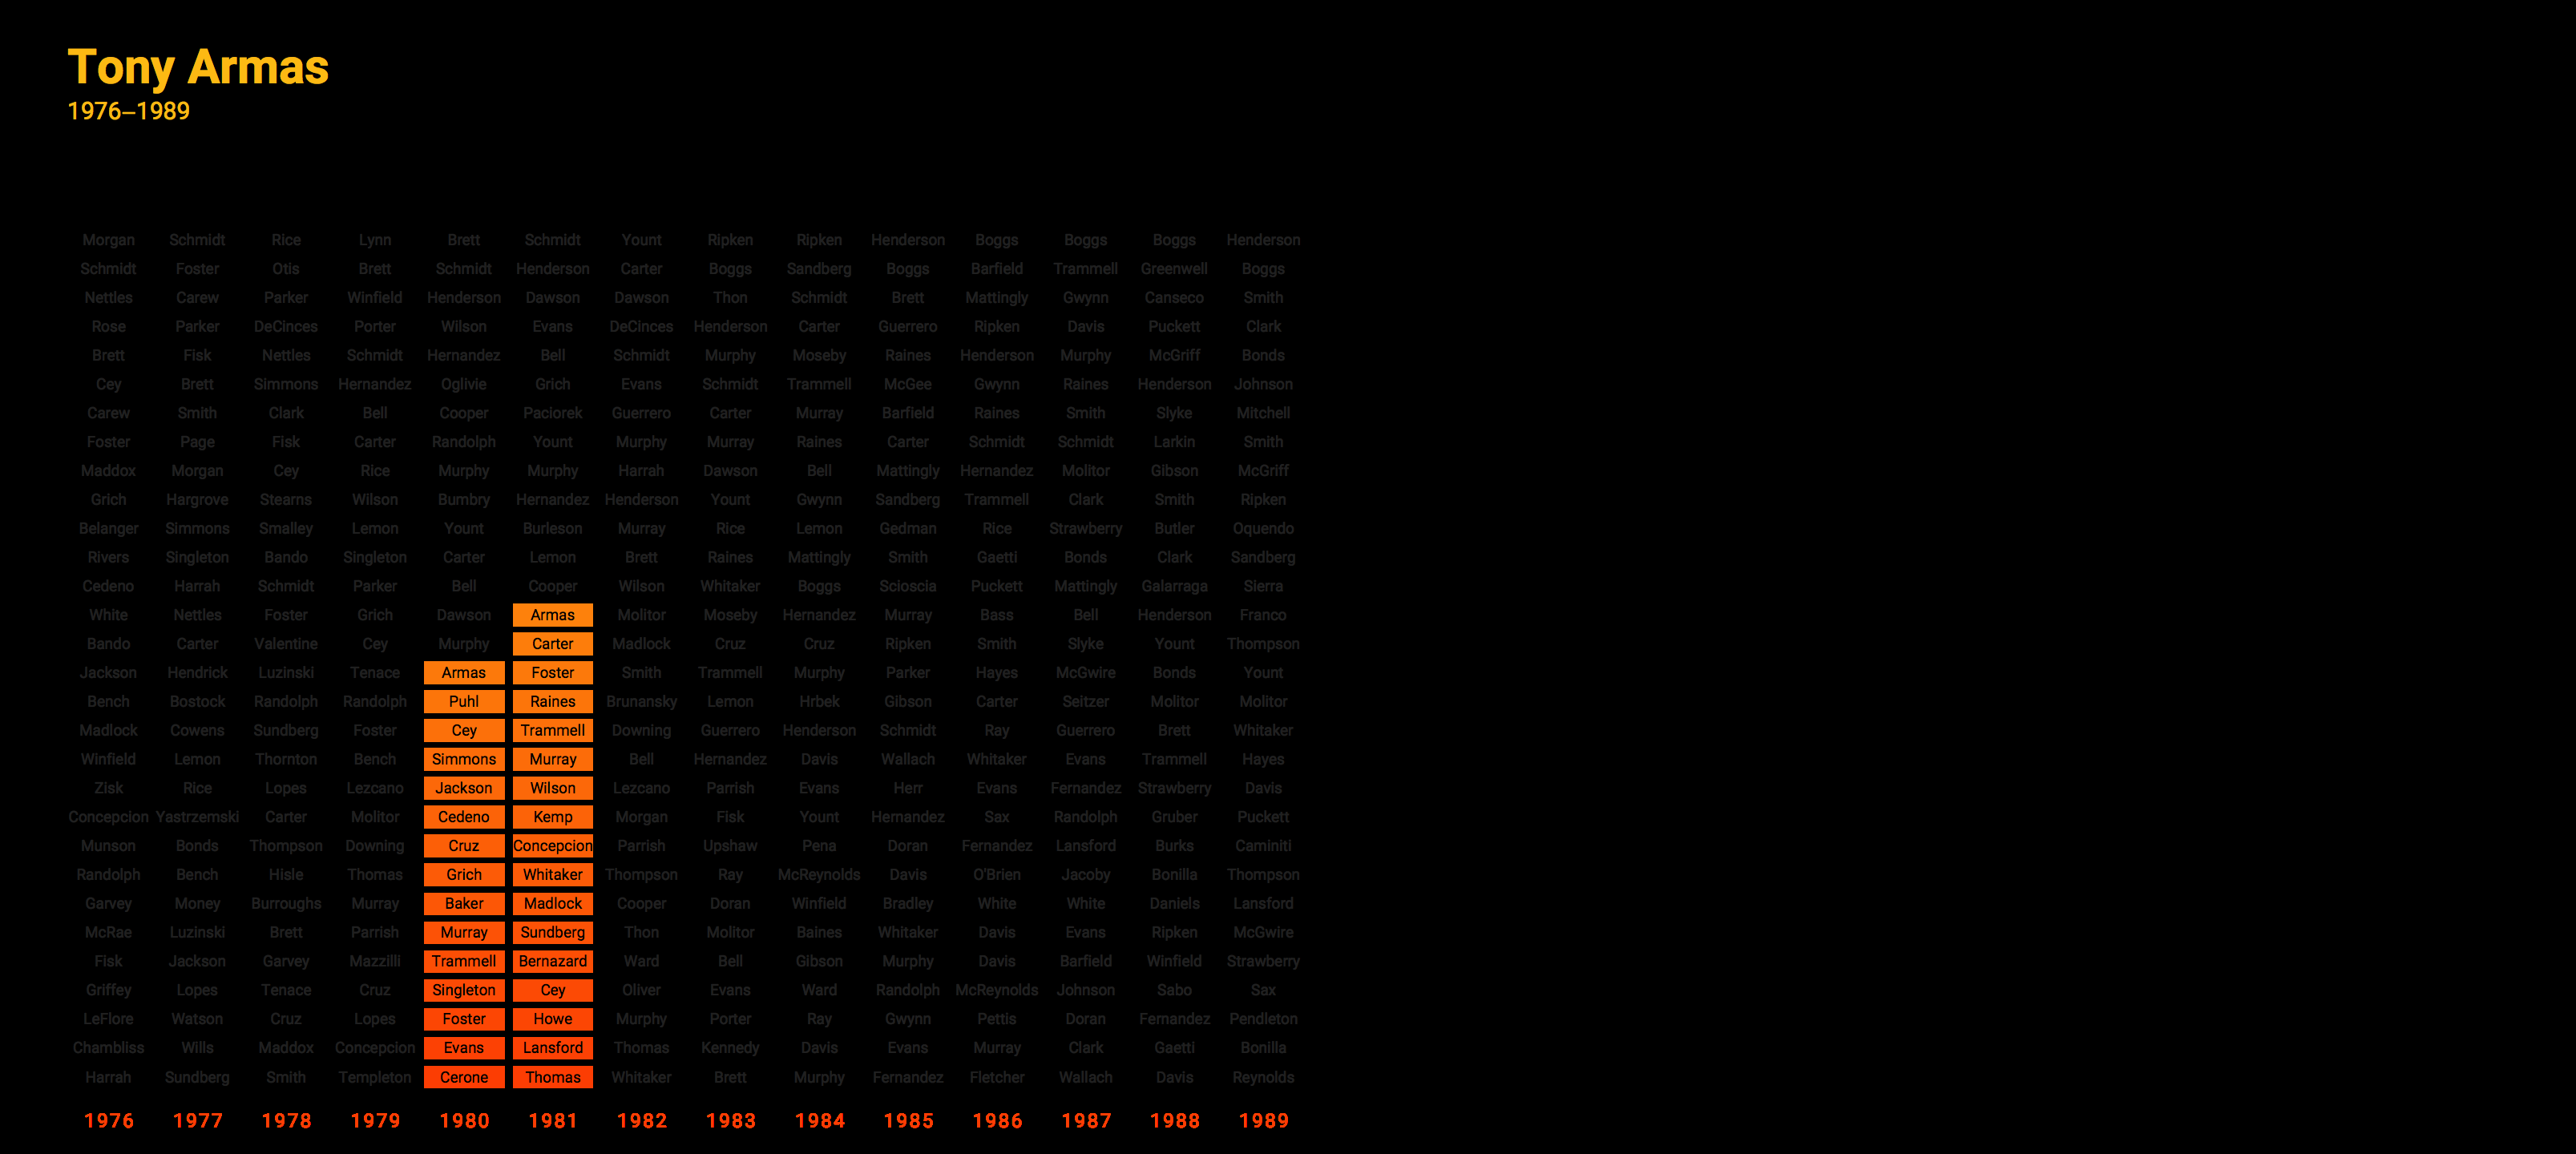 Tony Armas
1976–1989
Morgan Schmidt Rice Lynn Brett Schmidt Yount Ripken Ripken Henderson Boggs Boggs Boggs Henderson
Schmidt Foster Otis Brett Schmidt Henderson Carter Boggs Sandberg Boggs Barfield Trammell Greenwell Boggs
Nettles Carew Parker Winfield Henderson Dawson Dawson Thon Schmidt Brett Mattingly Gwynn Canseco Smith
Rose Parker DeCinces Porter Wilson Evans DeCinces Henderson Carter Guerrero Ripken Davis Puckett Clark
Brett Fisk Nettles Schmidt Hernandez Bell Schmidt Murphy Moseby Raines Henderson Murphy McGriff Bonds
Cey Brett Simmons Hernandez Oglivie Grich Evans Schmidt Trammell McGee Gwynn Raines Henderson Johnson
Carew Smith Clark Bell Cooper Paciorek Guerrero Carter Murray Barfield Raines Smith Slyke Mitchell
Foster Page Fisk Carter Randolph Yount Murphy Murray Raines Carter Schmidt Schmidt Larkin Smith
Maddox Morgan Cey Rice Murphy Murphy Harrah Dawson Bell Mattingly Hernandez Molitor Gibson McGriff
Grich Hargrove Stearns Wilson Bumbry Hernandez Henderson Yount Gwynn Sandberg Trammell Clark Smith Ripken
Belanger Simmons Smalley Lemon Yount Burleson Murray Rice Lemon Gedman Rice Strawberry Butler Oquendo
Rivers Singleton Bando Singleton Carter Lemon Brett Raines Mattingly Smith Gaetti Bonds Clark Sandberg
Cedeno Harrah Schmidt Parker Bell Cooper Wilson Whitaker Boggs Scioscia Puckett Mattingly Galarraga Sierra
White Nettles Foster Grich Dawson Armas Molitor Moseby Hernandez Murray Bass Bell Henderson Franco
Bando Carter Valentine Cey Murphy Carter Madlock Cruz Cruz Ripken Smith Slyke Yount Thompson
Jackson Hendrick Luzinski Tenace Armas Foster Smith Trammell Murphy Parker Hayes McGwire Bonds Yount
Bench Bostock Randolph Randolph Puhl Raines Brunansky Lemon Hrbek Gibson Carter Seitzer Molitor Molitor
Madlock Cowens Sundberg Foster Cey Trammell Downing Guerrero Henderson Schmidt Ray Guerrero Brett Whitaker
Winfield Lemon Thornton Bench Simmons Murray Bell Hernandez Davis Wallach Whitaker Evans Trammell Hayes
Zisk Rice Lopes Lezcano Jackson Wilson Lezcano Parrish Evans Herr Evans Fernandez Strawberry Davis
Concepcion Yastrzemski Carter Molitor Cedeno Kemp Morgan Fisk Yount Hernandez Sax Randolph Gruber Puckett
Munson Bonds Thompson Downing Cruz Concepcion Parrish Upshaw Pena Doran Fernandez Lansford Burks Caminiti
Randolph Bench Hisle Thomas Grich Whitaker Thompson Ray McReynolds Davis O'Brien Jacoby Bonilla Thompson
Garvey Money Burroughs Murray Baker Madlock Cooper Doran Winfield Bradley White White Daniels Lansford
McRae Luzinski Brett Parrish Murray Sundberg Thon Molitor Baines Whitaker Davis Evans Ripken McGwire
Fisk Jackson Garvey Mazzilli Trammell Bernazard Ward Bell Gibson Murphy Davis Barfield Winfield Strawberry
Griffey Lopes Tenace Cruz Singleton Cey Oliver Evans Ward Randolph McReynolds Johnson Sabo Sax
LeFlore Watson Cruz Lopes Foster Howe Murphy Porter Ray Gwynn Pettis Doran Fernandez Pendleton
Chambliss Wills Maddox Concepcion Evans Lansford Thomas Kennedy Davis Evans Murray Clark Gaetti Bonilla
Harrah Sundberg Smith Templeton Cerone Thomas Whitaker Brett Murphy Fernandez Fletcher Wallach Davis Reynolds
1976 1977 1978 1979 1980 1981 1982 1983 1984 1985 1986 1987 1988 1989